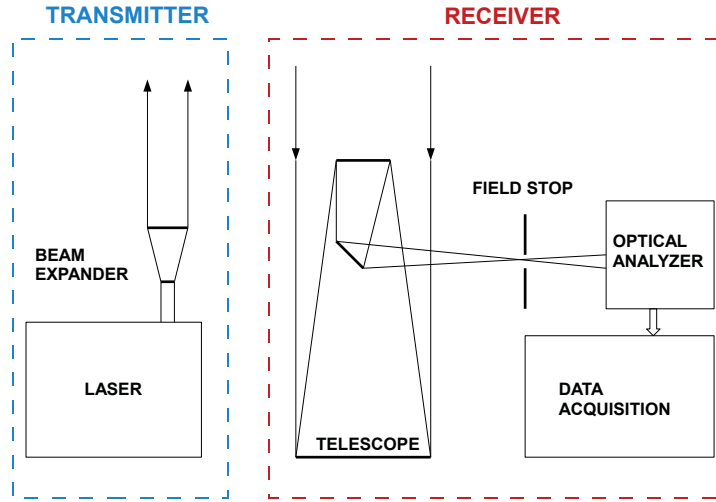 TRANSMITTER
RECEIVER
BEAM
EXPANDER
LASER
FIELD STOP
OPTICAL
ANALYZER
TELESCOPE
DATA
ACQUISITION